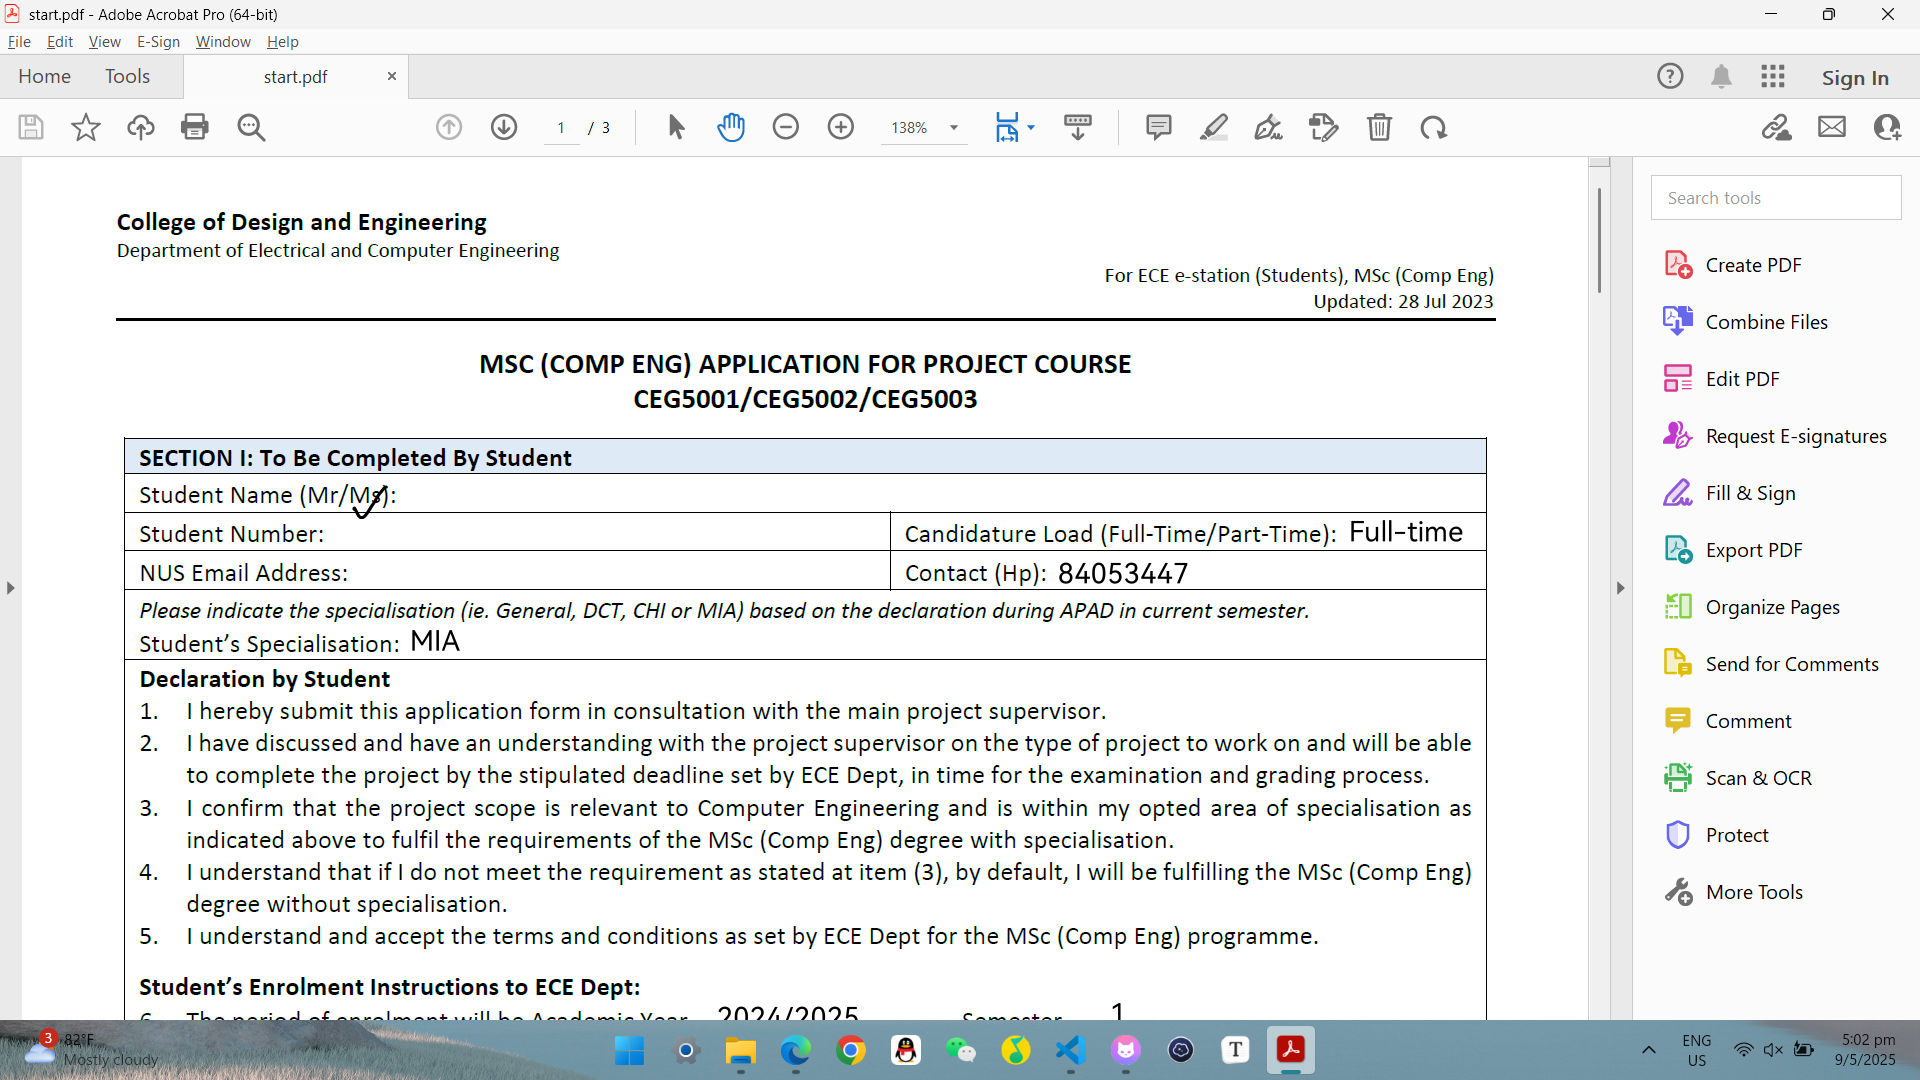 start.pdf - Adobe Acrobat Pro (64-bit)
File Edit View E-Sign Window Help
Home Tools start.pdf Sign In
1 / 3 138%
Search tools
College of Design and Engineering
Department of Electrical and Computer Engineering
For ECE e-station (Students), MSc (Comp Eng)
Updated: 28 Jul 2023
MSC (COMP ENG) APPLICATION FOR PROJECT COURSE
CEG5001/CEG5002/CEG5003
SECTION I: To Be Completed By Student
Student Name (Mr/Ms):
Student Number:
Candidature Load (Full-Time/Part-Time): Full-time
NUS Email Address:
Contact (Hp): 84053447
Please indicate the specialisation (ie. General, DCT, CHI or MIA) based on the declaration during APAD in current semester.
Student’s Specialisation: MIA
Declaration by Student
1. I hereby submit this application form in consultation with the main project supervisor.
2. I have discussed and have an understanding with the project supervisor on the type of project to work on and will be able
to complete the project by the stipulated deadline set by ECE Dept, in time for the examination and grading process.
3. I confirm that the project scope is relevant to Computer Engineering and is within my opted area of specialisation as
indicated above to fulfil the requirements of the MSc (Comp Eng) degree with specialisation.
4. I understand that if I do not meet the requirement as stated at item (3), by default, I will be fulfilling the MSc (Comp Eng)
degree without specialisation.
5. I understand and accept the terms and conditions as set by ECE Dept for the MSc (Comp Eng) programme.
Student’s Enrolment Instructions to ECE Dept:
6. The period of enrolment will be Academic Year 2024/2025 Semester 1
Create PDF
Combine Files
Edit PDF
Request E-signatures
Fill & Sign
Export PDF
Organize Pages
Send for Comments
Comment
Scan & OCR
Protect
More Tools
3
82°F
Mostly cloudy
T
ENG
US
5:02 pm
9/5/2025